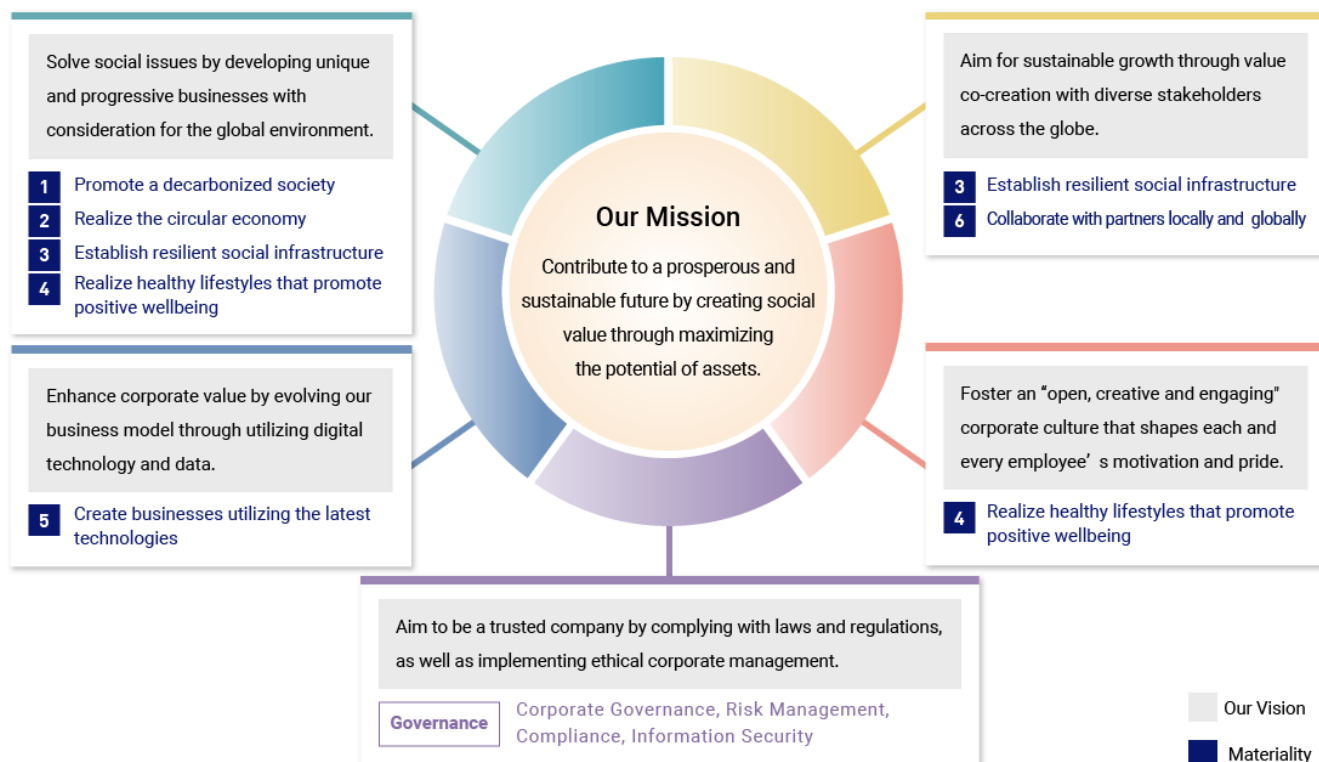 Solve social issues by developing unique
and progressive businesses with
consideration for the global environment.
1 Promote a decarbonized society
2 Realize the circular economy
3 Establish resilient social infrastructure
4 Realize healthy lifestyles that promote
positive wellbeing
Aim for sustainable growth through value
co-creation with diverse stakeholders
across the globe.
3 Establish resilient social infrastructure
6 Collaborate with partners locally and globally
Our Mission
Contribute to a prosperous and
sustainable future by creating social
value through maximizing
the potential of assets.
Enhance corporate value by evolving our
business model through utilizing digital
technology and data.
5 Create businesses utilizing the latest
technologies
Foster an “open, creative and engaging"
corporate culture that shapes each and
every employee’ s motivation and pride.
4 Realize healthy lifestyles that promote
positive wellbeing
Aim to be a trusted company by complying with laws and regulations,
as well as implementing ethical corporate management.
Governance
Corporate Governance, Risk Management,
Compliance, Information Security
Our Vision
Materiality